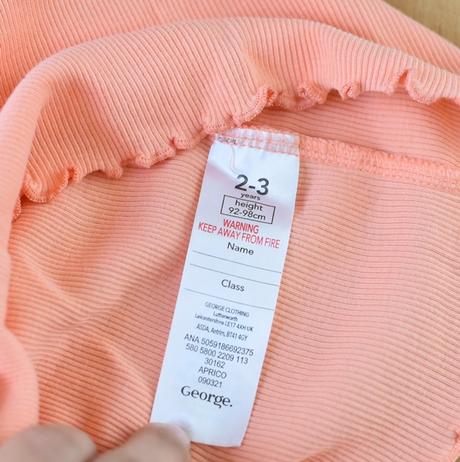 2-3
years
height
92-98cm
WARNING
KEEP AWAY FROM FIRE
Name
Class
GEORGE CLOTHING
Lutterworth
Leicestershire LE17 4XH UK
ASDA, Antrim, BT41 4GY
ANA 5059186692375
580 5800 2209 113
30162
APRICO
090321
George.